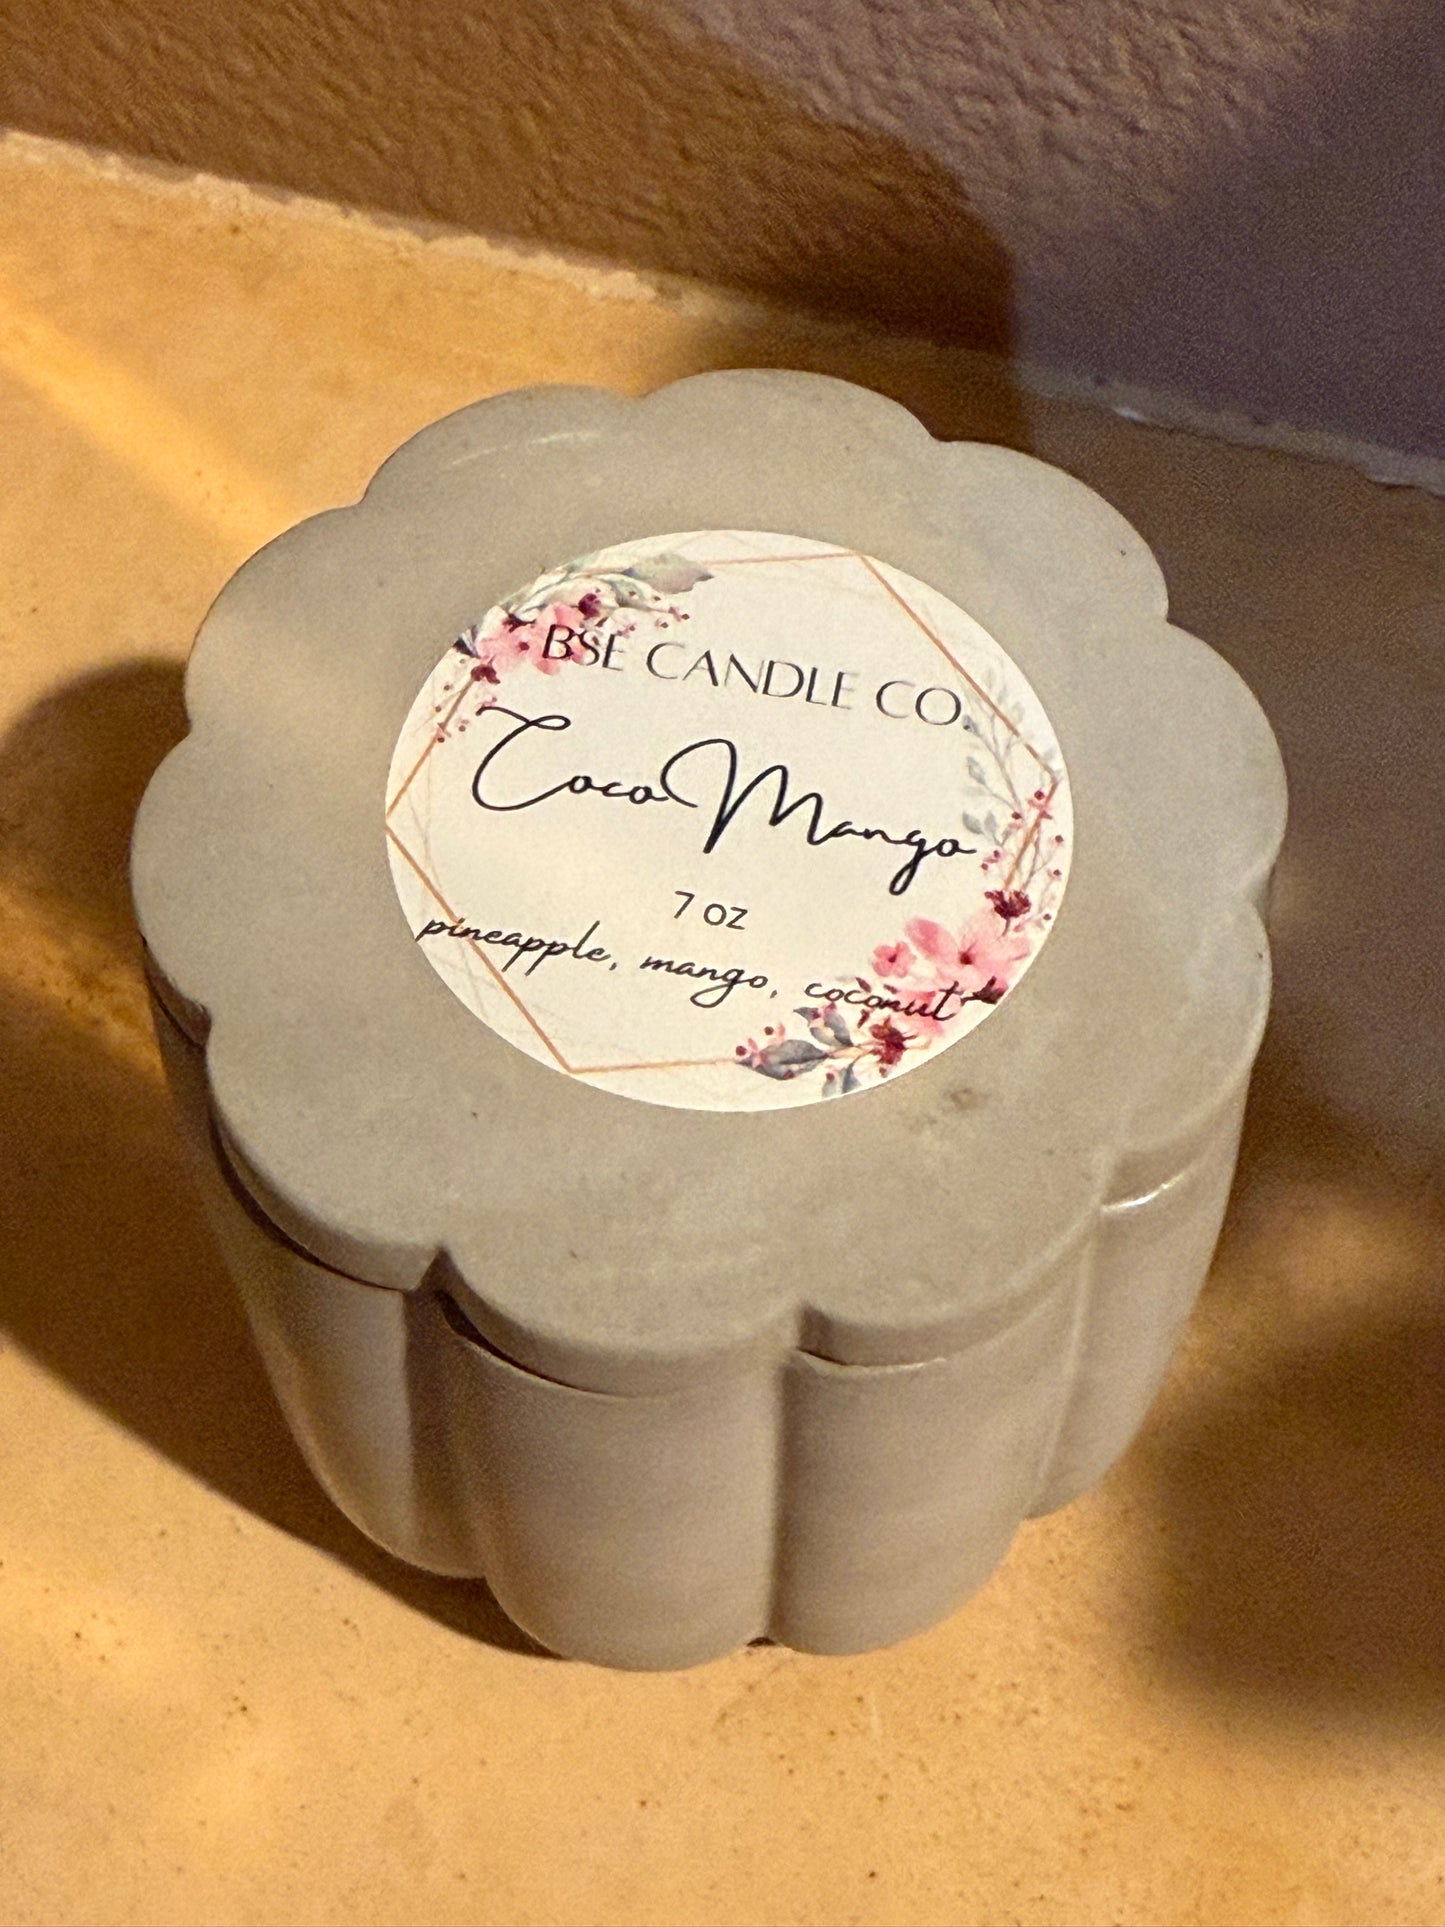 BSE CANDLE CO.
Coco Mango
7 oz
pineapple, mango, coconut